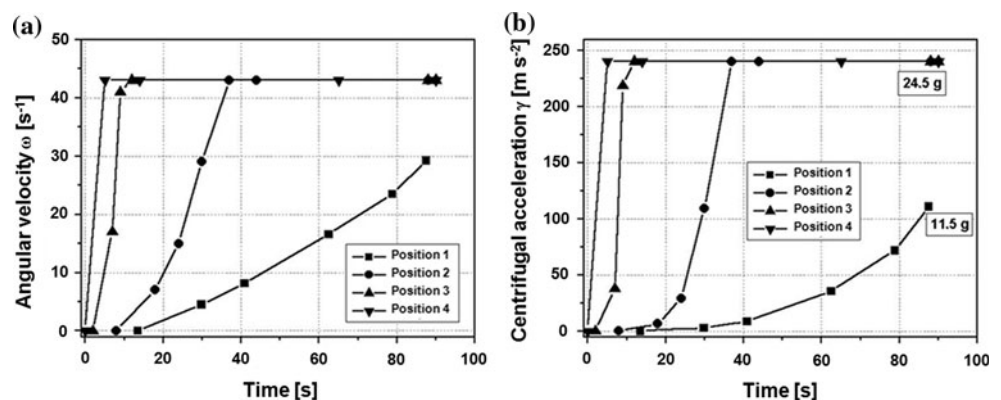 (a)
50
40
30
20
10
0
Angular velocity ω [s⁻¹]
Position 1
Position 2
Position 3
Position 4
0 20 40 60 80 100
Time [s]
(b)
250
200
150
100
50
0
Centrifugal acceleration γ [m s⁻²]
24.5 g
Position 1
Position 2
Position 3
Position 4
11.5 g
0 20 40 60 80 100
Time [s]